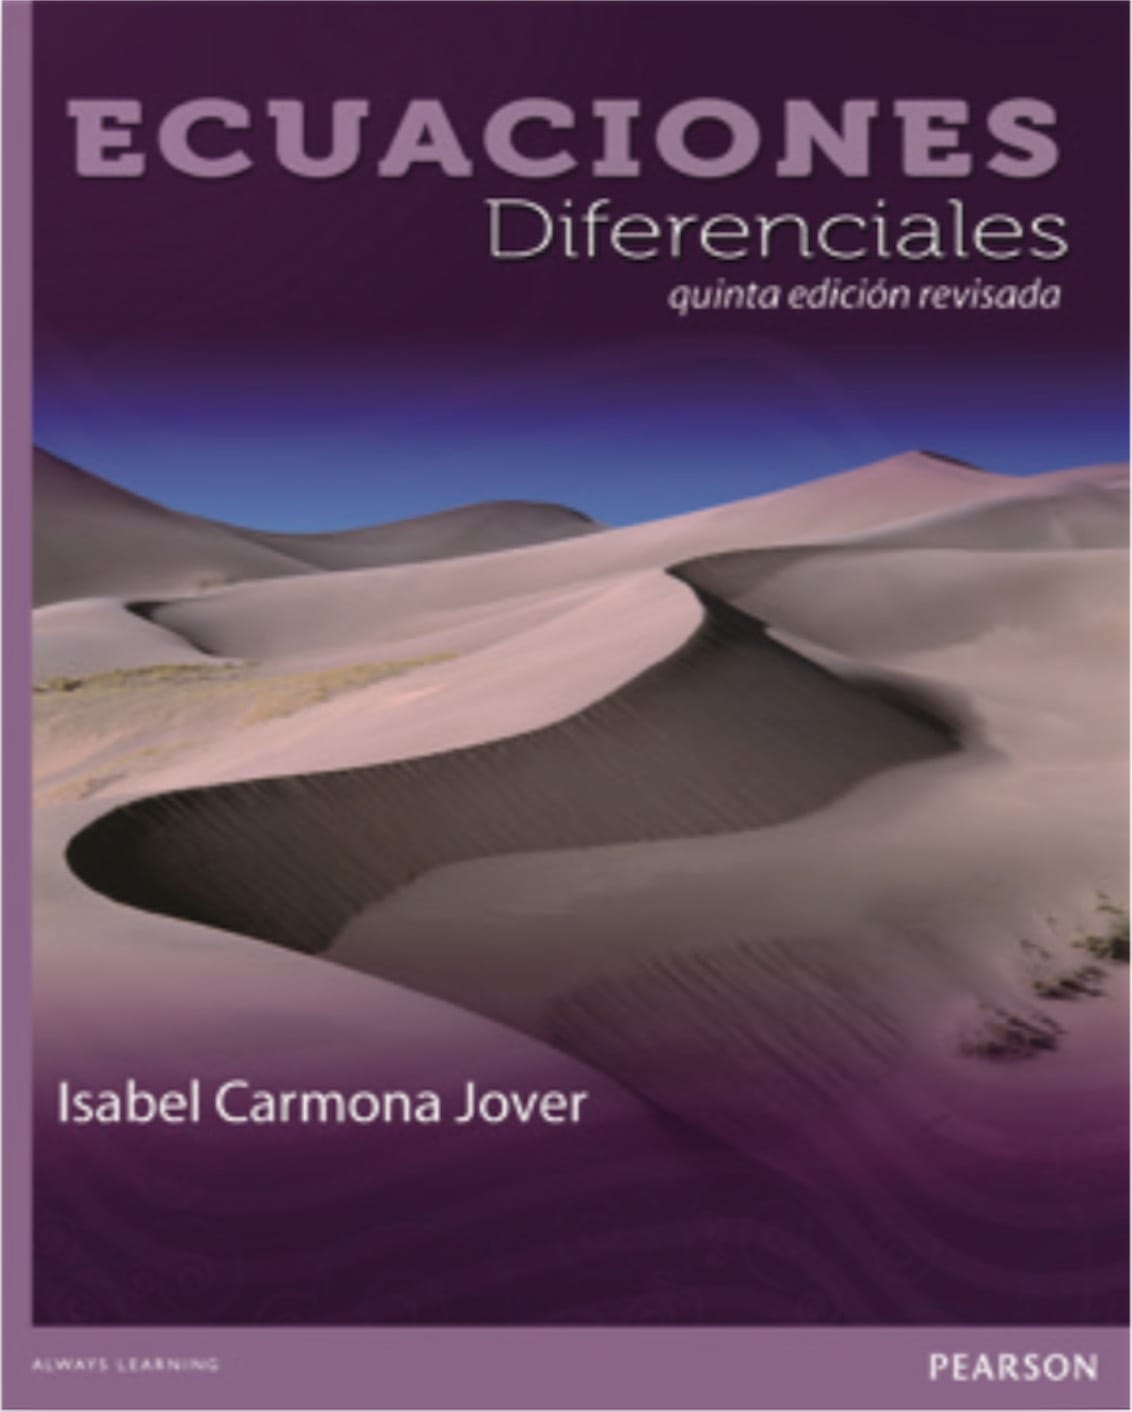 ECUACIONES
Diferenciales
quinta edición revisada
Isabel Carmona Jover
ALWAYS LEARNING
PEARSON